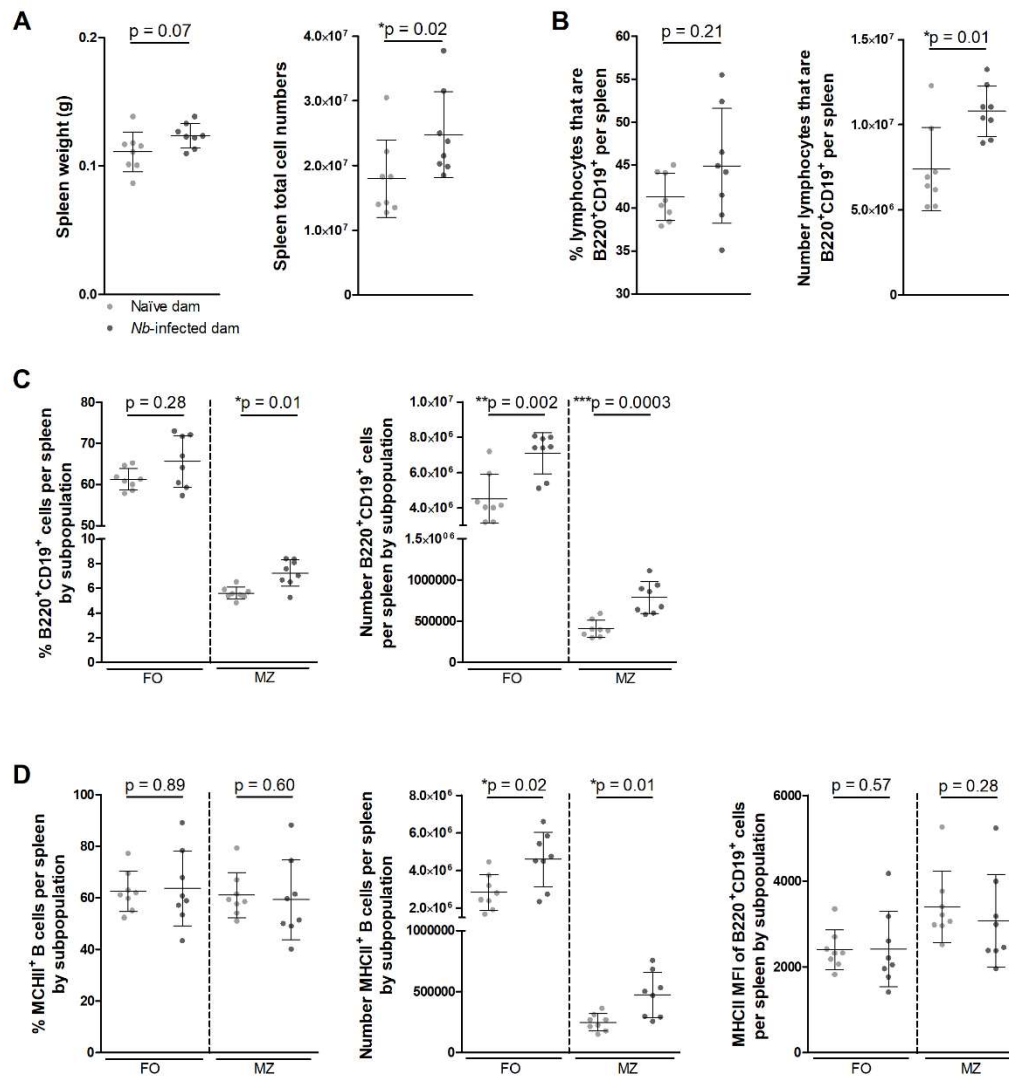 A
p = 0.07
Spleen weight (g)
0.2
0.1
0.0
Naïve dam
Nb-infected dam
*p = 0.02
Spleen total cell numbers
4.0×10⁷
3.0×10⁷
2.0×10⁷
1.0×10⁷
0
B
p = 0.21
% lymphocytes that are
B220⁺CD19⁺ per spleen
65
60
55
50
45
40
35
30
*p = 0.01
Number lymphocytes that are
B220⁺CD19⁺ per spleen
1.5×10⁷
1.0×10⁷
5.0×10⁶
0
C
p = 0.28
*p = 0.01
% B220⁺CD19⁺ cells per spleen
by subpopulation
80
70
60
50
8
6
4
2
0
FO
MZ
**p = 0.002
***p = 0.0003
Number B220⁺CD19⁺ cells
per spleen by subpopulation
1.0×10⁷
8.0×10⁶
6.0×10⁶
4.0×10⁶
1.5×10⁰⁶
1000000
500000
0
FO
MZ
D
p = 0.89
p = 0.60
% MCHII⁺ B cells per spleen
by subpopulation
100
80
60
40
20
0
FO
MZ
*p = 0.02
*p = 0.01
Number MHCII⁺ B cells per spleen
by subpopulation
8.0×10⁶
6.0×10⁶
4.0×10⁶
2.0×10⁶
1000000
500000
0
FO
MZ
p = 0.57
p = 0.28
MHCII MFI of B220⁺CD19⁺ cells
per spleen by subpopulation
6000
4000
2000
0
FO
MZ